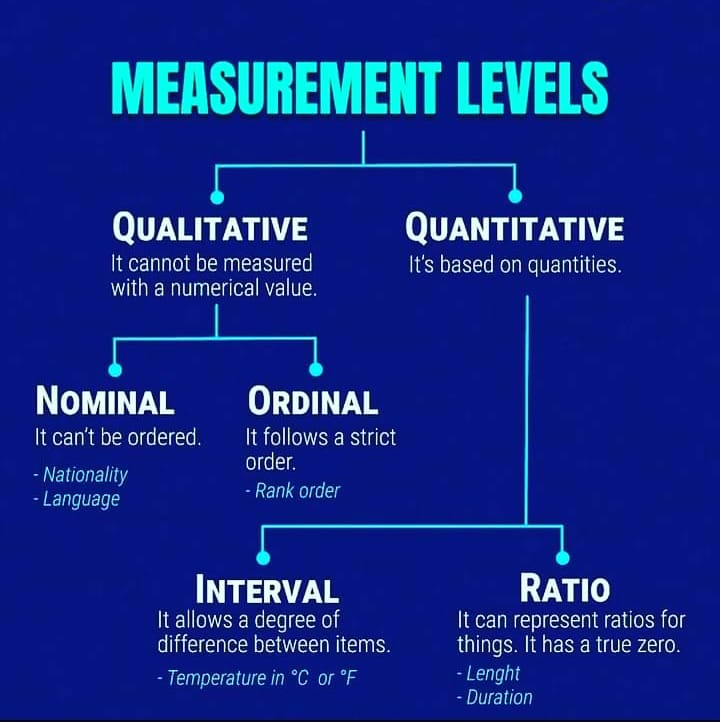 MEASUREMENT LEVELS
QUALITATIVE
It cannot be measured
with a numerical value.
QUANTITATIVE
It's based on quantities.
NOMINAL
It can't be ordered.
- Nationality
- Language
ORDINAL
It follows a strict
order.
- Rank order
INTERVAL
It allows a degree of
difference between items.
- Temperature in °C or °F
RATIO
It can represent ratios for
things. It has a true zero.
- Lenght
- Duration